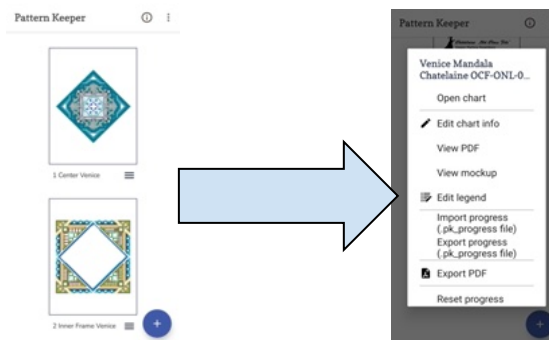 Pattern Keeper
1 Center Venice
2 Inner Frame Venice
Pattern Keeper
Venice Mandala
Chatelaine OCF-ONL-0...
Open chart
Edit chart info
View PDF
View mockup
Edit legend
Import progress
(.pk_progress file)
Export progress
(.pk_progress file)
Export PDF
Reset progress